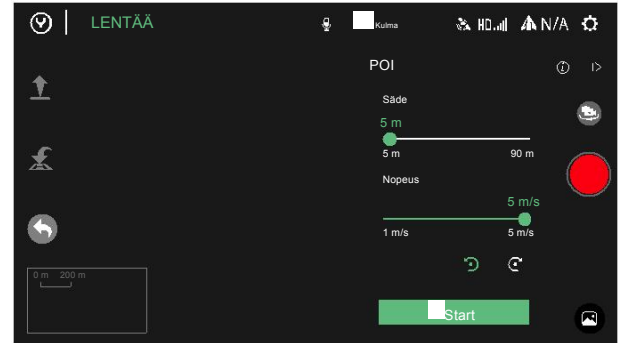 LENTÄÄ
Kulma
HD
N/A
POI
Säde
5 m
5 m 90 m
Nopeus
5 m/s
1 m/s 5 m/s
0 m 200 m
Start